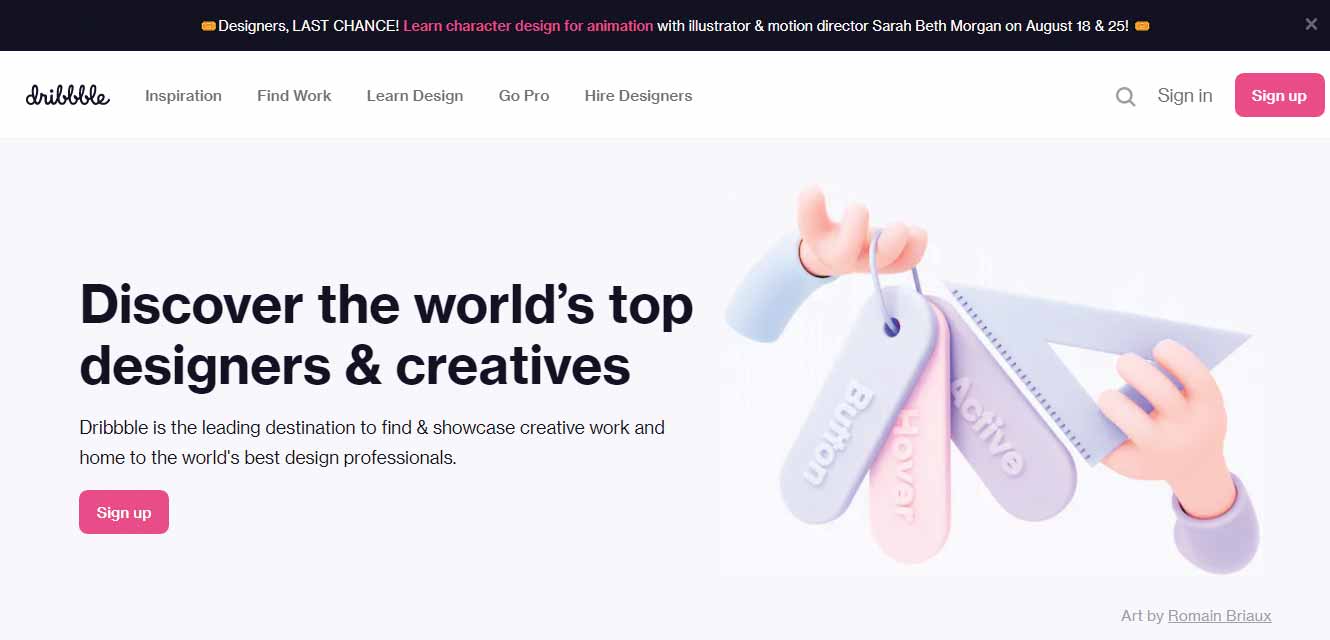 🎟️Designers, LAST CHANCE! Learn character design for animation with illustrator & motion director Sarah Beth Morgan on August 18 & 25! 🎟️
dribbble Inspiration Find Work Learn Design Go Pro Hire Designers Sign in Sign up
Discover the world’s top
designers & creatives
Dribbble is the leading destination to find & showcase creative work and
home to the world's best design professionals.
Sign up
Button
Hover
Active
Art by Romain Briaux